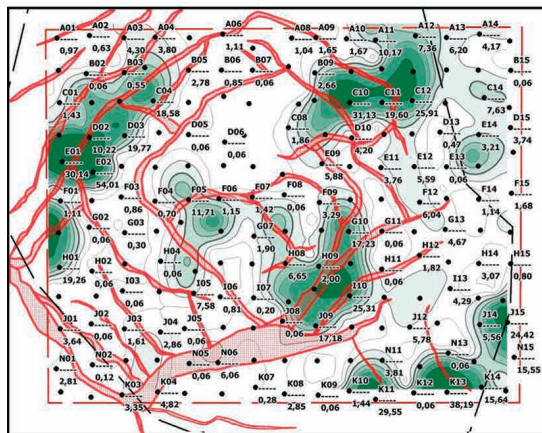 A01 A02 A03 A04 A06 A08 A09 A10 A11 A12 A13 A14
0,97 0,63 4,30 3,80 1,11 1,04 1,65 1,67 10,17 7,36 6,20 4,17
B02 B03 B05 B06 B07 B09 B15
0,06 0,55 2,78 0,85 0,06 2,66 0,06
C01 C04 C10 C11 C12 C14
1,43 18,58 31,13 19,60 25,91 7,63
D02 D03 D06 C08 D10 D13 E14 D15
10,22 19,77 0,06 0,06 1,86 4,20 0,47 3,21 3,74
E01 E02 E09 E11 E12 E13
30,14 54,01 5,88 3,76 5,59 0,06
F01 F03 F04 F05 F06 F07 F08 F09 F12 F14 F15
1,11 0,86 0,70 11,71 1,15 1,42 0,06 3,29 6,04 1,14 1,68
G02 G03 G07 G10 G11 G13
0,06 0,30 1,90 17,23 0,06 4,67
H01 H02 H04 H08 H09 H11 H12 H14 H15
19,26 0,06 0,06 6,65 2,00 0,06 1,82 3,07 0,80
I03 I05 I06 I07 I10 I13
0,06 7,58 0,81 0,20 25,31 4,29
J01 J02 J03 J04 J05 J08 J09 J12 J14 J15
3,64 0,06 1,61 2,86 0,06 0,06 17,18 5,78 5,56 24,42
N01 N02 N05 N06 N11 N13 N15
2,81 0,12 0,06 6,06 3,81 0,06 15,55
K03 K04 K07 K08 K09 K10 K11 K12 K13 K14
3,35 4,82 0,28 2,85 0,06 1,44 29,55 0,06 38,19 15,64